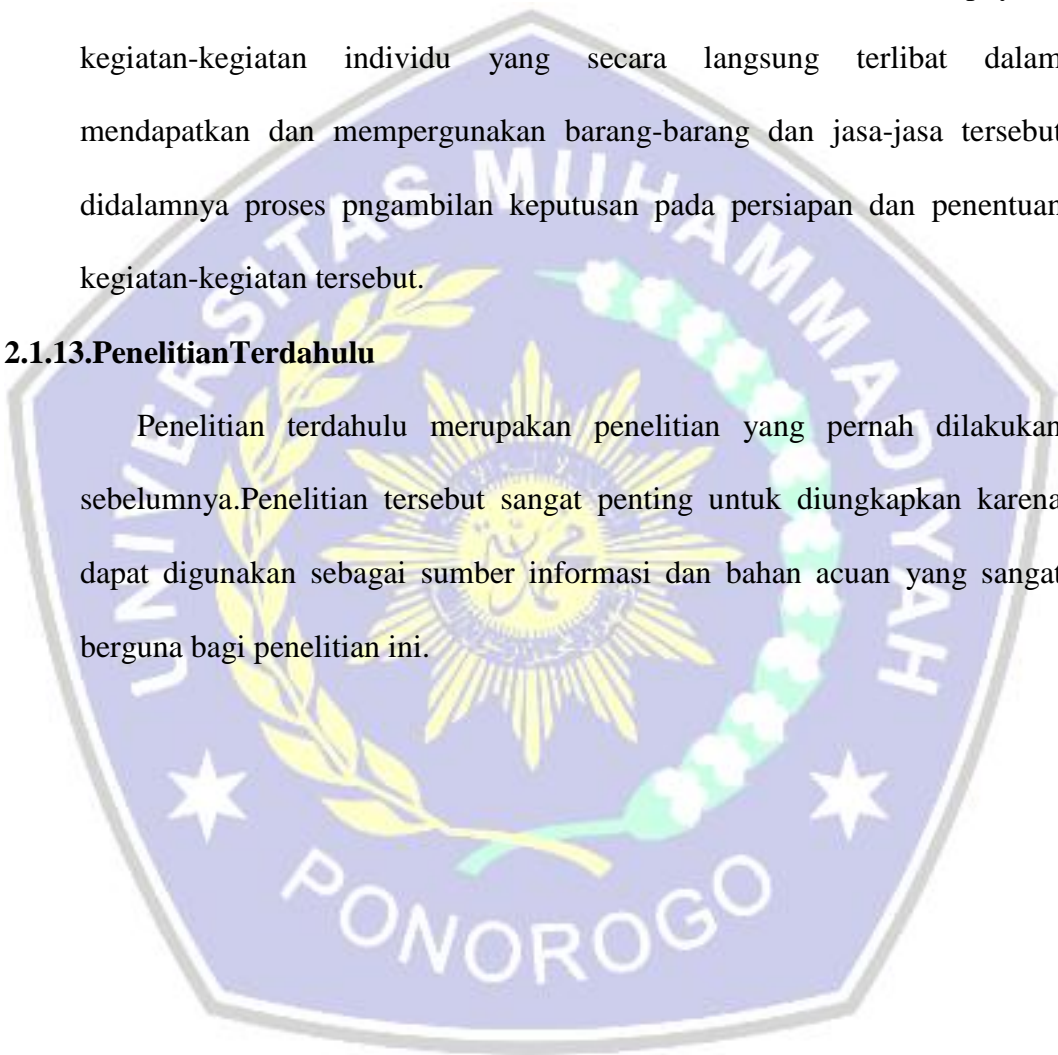 kegiatan-kegiatan individu yang secara langsung terlibat dalam
mendapatkan dan mempergunakan barang-barang dan jasa-jasa tersebut
didalamnya proses pngambilan keputusan pada persiapan dan penentuan
kegiatan-kegiatan tersebut.
2.1.13.PenelitianTerdahulu
Penelitian terdahulu merupakan penelitian yang pernah dilakukan
sebelumnya.Penelitian tersebut sangat penting untuk diungkapkan karena
dapat digunakan sebagai sumber informasi dan bahan acuan yang sangat
berguna bagi penelitian ini.
UNIVERSITAS MUHAMMADIYAH
PONOROGO